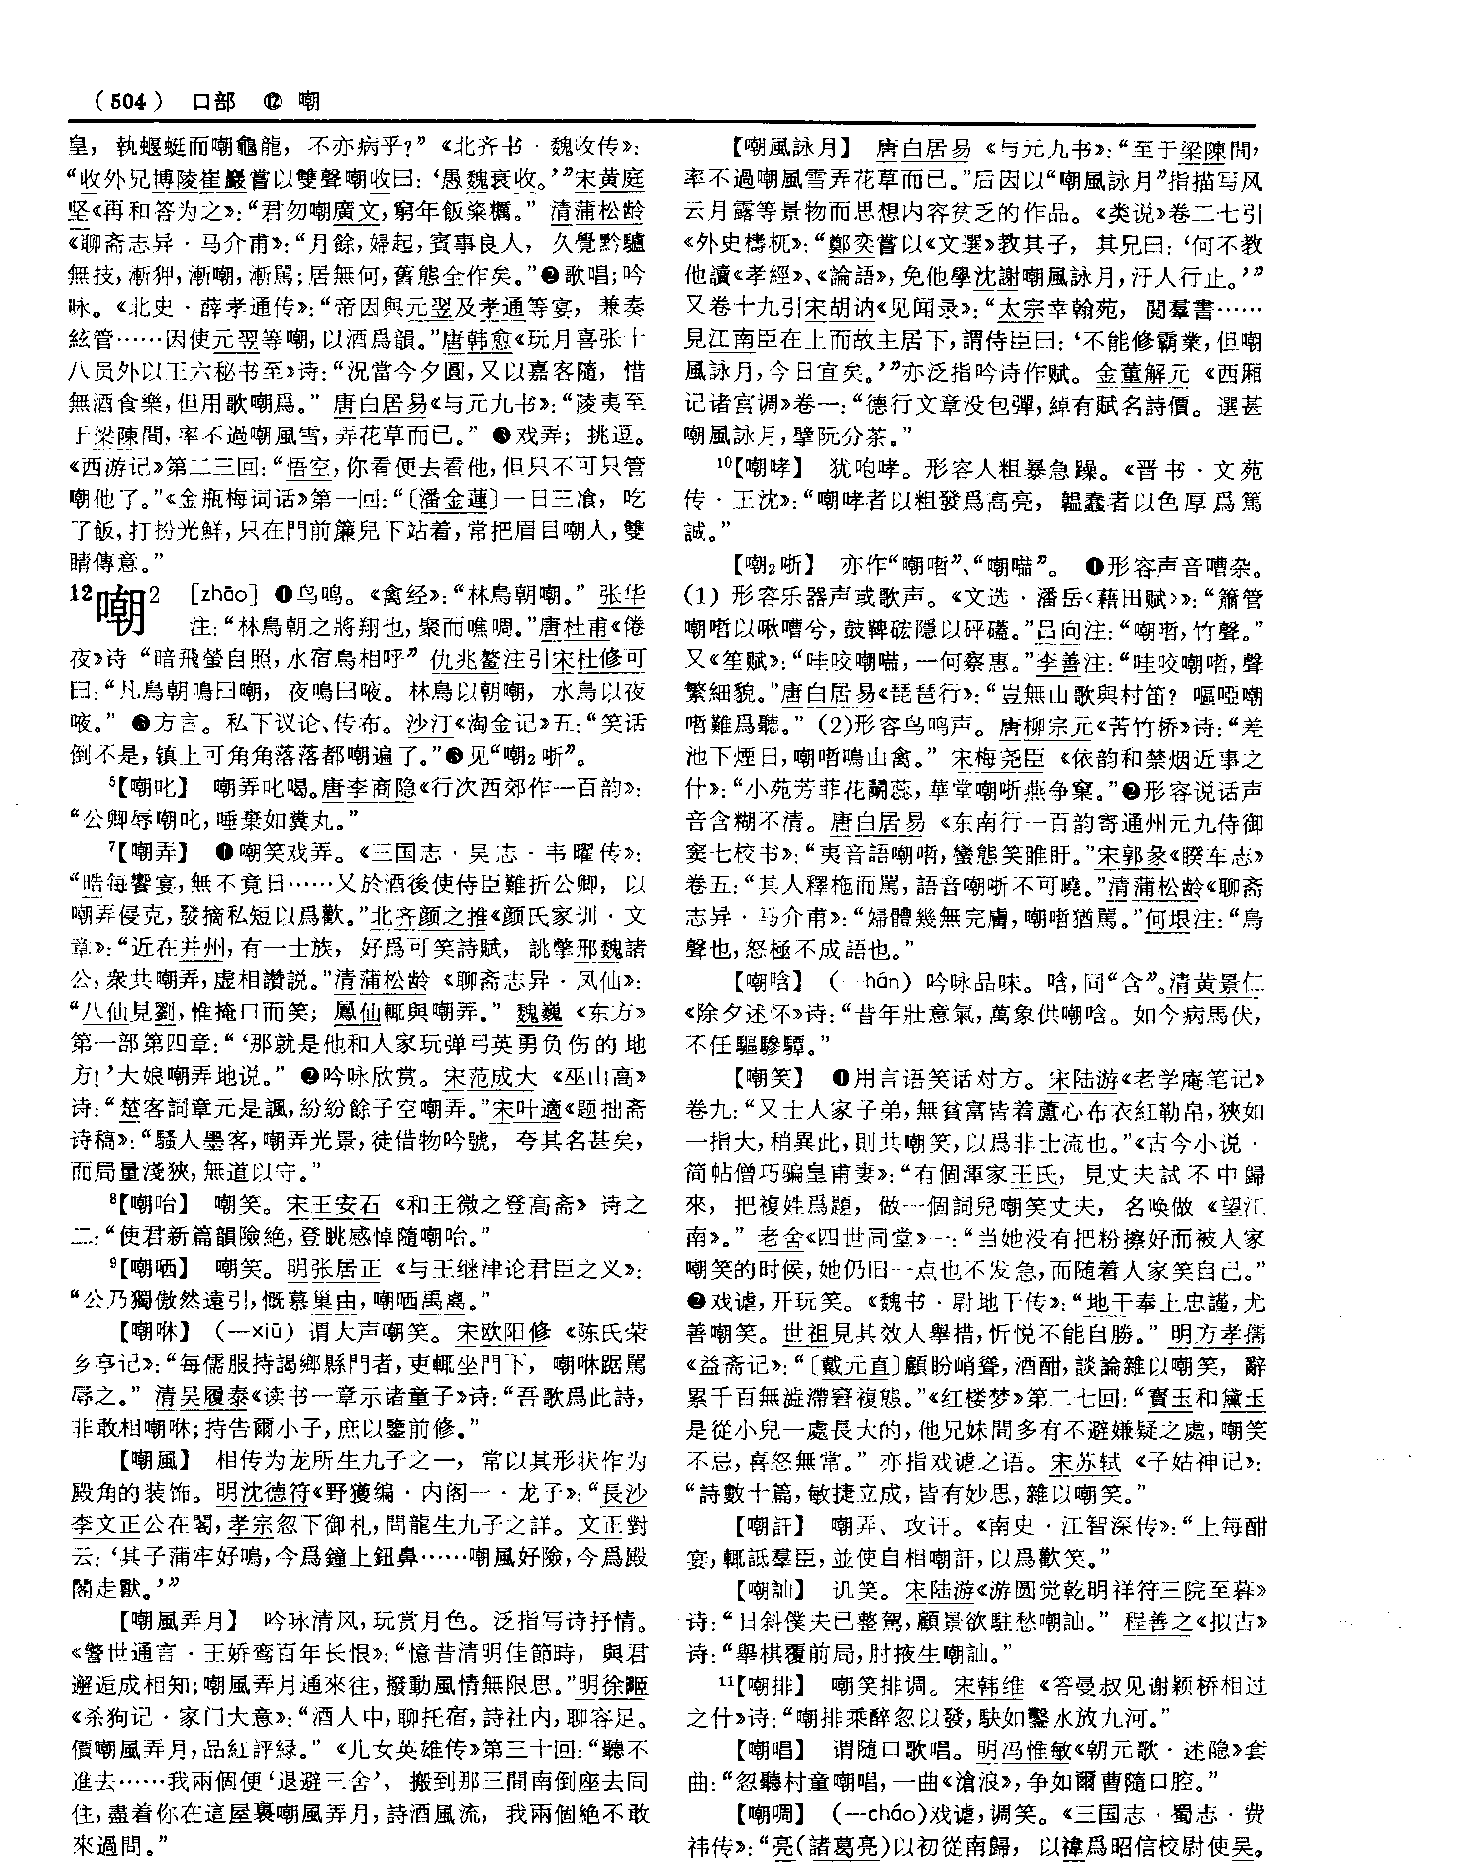 （504） 口部 ⑫ 嘲
皇，執蝘蜓而嘲龜龍，不亦病乎？”《北齐书·魏收传》：
“收外兄博陵崔巖嘗以雙聲嘲收曰：‘愚魏衰收。’”宋黄庭
坚《再和答为之》：“君勿嘲廣文，窮年飯粢糲。”清蒲松龄
《聊斋志异·马介甫》：“月餘，婦起，賓事良人，久覺黔驢
無技，漸狎，漸嘲，漸駡；居無何，舊態全作矣。”❷歌唱；吟
咏。《北史·薛孝通传》：“帝因與元翌及孝通等宴，兼奏
絃管……因使元翌等嘲，以酒爲韻。”唐韩愈《玩月喜张十
八员外以王六秘书至》诗：“況當今夕圓，又以嘉客隨，惜
無酒食樂，但用歌嘲爲。”唐白居易《与元九书》：“陵夷至
于梁陳間，率不過嘲風雪，弄花草而已。”❸戏弄；挑逗。
《西游记》第二三回：“悟空，你看便去看他，但只不可只管
嘲他了。”《金瓶梅词话》第一回：“〔潘金蓮〕一日三飡，吃
了飯，打扮光鮮，只在門前簾兒下站着，常把眉目嘲人，雙
睛傳意。”
12嘲2 [zhāo] ❶鸟鸣。《禽经》：“林鳥朝嘲。”张华
注：“林鳥朝之將翔也，聚而噍啁。”唐杜甫《倦
夜》诗“暗飛螢自照，水宿鳥相呼”仇兆鳌注引宋杜修可
曰：“凡鳥朝鳴曰嘲，夜鳴曰㖡。林鳥以朝嘲，水鳥以夜
㖡。”❷方言。私下议论、传布。沙汀《淘金记》五：“笑话
倒不是，镇上可角角落落都嘲遍了。”❸见“嘲₂哳”。
⁵【嘲叱】 嘲弄叱喝。唐李商隐《行次西郊作一百韵》：
“公卿辱嘲叱，唾棄如糞丸。”
⁷【嘲弄】 ❶嘲笑戏弄。《三国志·吴志·韦曜传》：
“晧每饗宴，無不竟日……又於酒後使侍臣難折公卿，以
嘲弄侵克，發摘私短以爲歡。”北齐颜之推《颜氏家训·文
章》：“近在并州，有一士族，好爲可笑詩賦，誂擎邢魏諸
公，衆共嘲弄，虚相讚説。”清蒲松龄《聊斋志异·凤仙》：
“八仙見劉，惟掩口而笑；鳳仙輒與嘲弄。”魏巍《东方》
第一部第四章：“‘那就是他和人家玩弹弓英勇负伤的地
方！’大娘嘲弄地说。”❷吟咏欣赏。宋范成大《巫山高》
诗：“楚客詞章元是諷，紛紛餘子空嘲弄。”宋叶適《题拙斋
诗稿》：“騷人墨客，嘲弄光景，徒借物吟號，夸其名甚矣，
而局量淺狹，無道以守。”
⁸【嘲咍】 嘲笑。宋王安石《和王微之登高斋》诗之
二：“使君新篇韻險絶，登眺感悼隨嘲咍。”
⁹【嘲哂】 嘲笑。明张居正《与王继津论君臣之义》：
“公乃獨傲然遠引，慨慕巢由，嘲哂禹卨。”
【嘲咻】（—xiū）谓大声嘲笑。宋欧阳修《陈氏荣
乡亭记》：“每儒服持謁鄉縣門者，吏輒坐門下，嘲咻踞駡
辱之。”清吴履泰《读书一章示诸童子》诗：“吾歌爲此詩，
非敢相嘲咻；持告爾小子，庶以鑒前修。”
【嘲風】 相传为龙所生九子之一，常以其形状作为
殿角的装饰。明沈德符《野獲编·内阁一·龙子》：“長沙
李文正公在閣，孝宗忽下御札，問龍生九子之詳。文正對
云：‘其子蒲牢好鳴，今爲鐘上鈕鼻……嘲風好險，今爲殿
閣走獸。’”
【嘲風弄月】 吟咏清风，玩赏月色。泛指写诗抒情。
《警世通言·王娇鸾百年长恨》：“憶昔清明佳節時，與君
邂逅成相知；嘲風弄月通來往，撥動風情無限思。”明徐㽥
《杀狗记·家门大意》：“酒人中，聊托宿，詩社内，聊容足。
價嘲風弄月，品紅評緑。”《儿女英雄传》第三十回：“聽不
進去……我兩個便‘退避三舍’，搬到那三間南倒座去同
住，盡着你在這屋裏嘲風弄月，詩酒風流，我兩個絶不敢
來過問。”
【嘲風詠月】 唐白居易《与元九书》：“至于梁陳間，
率不過嘲風雪弄花草而已。”后因以“嘲風詠月”指描写风
云月露等景物而思想内容贫乏的作品。《类说》卷二七引
《外史檮杌》：“鄭奕嘗以《文選》教其子，其兄曰：‘何不教
他讀《孝經》、《論語》，免他學沈謝嘲風詠月，汙人行止。’”
又卷十九引宋胡讷《见闻录》：“太宗幸翰苑，閲羣書……
見江南臣在上而故主居下，謂侍臣曰：‘不能修霸業，但嘲
風詠月，今日宜矣。’”亦泛指吟诗作赋。金董解元《西厢
记诸宫调》卷一：“德行文章没包彈，綽有賦名詩價。選甚
嘲風詠月，擘阮分茶。”
¹⁰【嘲哮】 犹咆哮。形容人粗暴急躁。《晋书·文苑
传·王沈》：“嘲哮者以粗發爲高亮，韞蠢者以色厚爲篤
誠。”
【嘲₂哳】 亦作“嘲哲”、“嘲㗭”。❶形容声音嘈杂。
(1) 形容乐器声或歌声。《文选·潘岳〈藉田赋〉》：“簫管
嘲哳以啾嘈兮，鼓鞞硡隱以砰礚。”吕向注：“嘲哳，竹聲。”
又《笙赋》：“哇咬嘲㗭，一何察惠。”李善注：“哇咬嘲哳，聲
繁細貌。”唐白居易《琵琶行》：“豈無山歌與村笛？嘔啞嘲
哳難爲聽。”(2)形容鸟鸣声。唐柳宗元《苦竹桥》诗：“差
池下煙日，嘲哳鳴山禽。”宋梅尧臣《依韵和禁烟近事之
什》：“小苑芳菲花鬭蕊，華堂嘲哳燕争窠。”❷形容说话声
音含糊不清。唐白居易《东南行一百韵寄通州元九侍御
窦七校书》：“夷音語嘲哳，蠻態笑睢盱。”宋郭彖《睽车志》
卷五：“其人釋柂而駡，語音嘲哳不可曉。”清蒲松龄《聊斋
志异·马介甫》：“婦體幾無完膚，嘲哳猶駡。”何垠注：“鳥
聲也，怒極不成語也。”
【嘲唅】（—hán）吟咏品味。唅，同“含”。清黄景仁
《除夕述怀》诗：“昔年壯意氣，萬象供嘲唅。如今病馬伏，
不任驅驂驔。”
【嘲笑】 ❶用言语笑话对方。宋陆游《老学庵笔记》
卷九：“又士人家子弟，無貧富皆着蘆心布衣紅勒帛，狹如
一指大，稍異此，則共嘲笑，以爲非士流也。”《古今小说·
简帖僧巧骗皇甫妻》：“有個渾家王氏，見丈夫試不中歸
來，把複姓爲題，做一個詞兒嘲笑丈夫，名唤做《望江
南》。”老舍《四世同堂》一：“当她没有把粉擦好而被人家
嘲笑的时候，她仍旧一点也不发急，而随着人家笑自己。”
❷戏谑，开玩笑。《魏书·尉地干传》：“地干奉上忠謹，尤
善嘲笑。世祖見其效人舉措，忻悦不能自勝。”明方孝儒
《益斋记》：“〔戴元直〕顧盼峭聳，酒酣，談論雜以嘲笑，辭
累千百無澁滯窘複態。”《红楼梦》第二七回：“寶玉和黛玉
是從小兒一處長大的，他兄妹間多有不避嫌疑之處，嘲笑
不忌，喜怒無常。”亦指戏谑之语。宋苏轼《子姑神记》：
“詩數十篇，敏捷立成，皆有妙思，雜以嘲笑。”
【嘲訐】 嘲弄、攻讦。《南史·江智深传》：“上每酣
宴，輒詆羣臣，並使自相嘲訐，以爲歡笑。”
【嘲訕】 讥笑。宋陆游《游圆觉乾明祥符三院至暮》
诗：“日斜僕夫已整駕，顧景欲駐愁嘲訕。”程善之《拟古》
诗：“舉棋覆前局，肘掖生嘲訕。”
¹¹【嘲排】 嘲笑排调。宋韩维《答曼叔见谢颖桥相过
之什》诗：“嘲排乘醉忽以發，駃如鑿水放九河。”
【嘲唱】 谓随口歌唱。明冯惟敏《朝元歌·述隐》套
曲：“忽聽村童嘲唱，一曲《滄浪》，争如爾曹隨口腔。”
【嘲啁】（—cháo）戏谑，调笑。《三国志·蜀志·费
祎传》：“亮（諸葛亮）以初從南歸，以禕爲昭信校尉使吴。